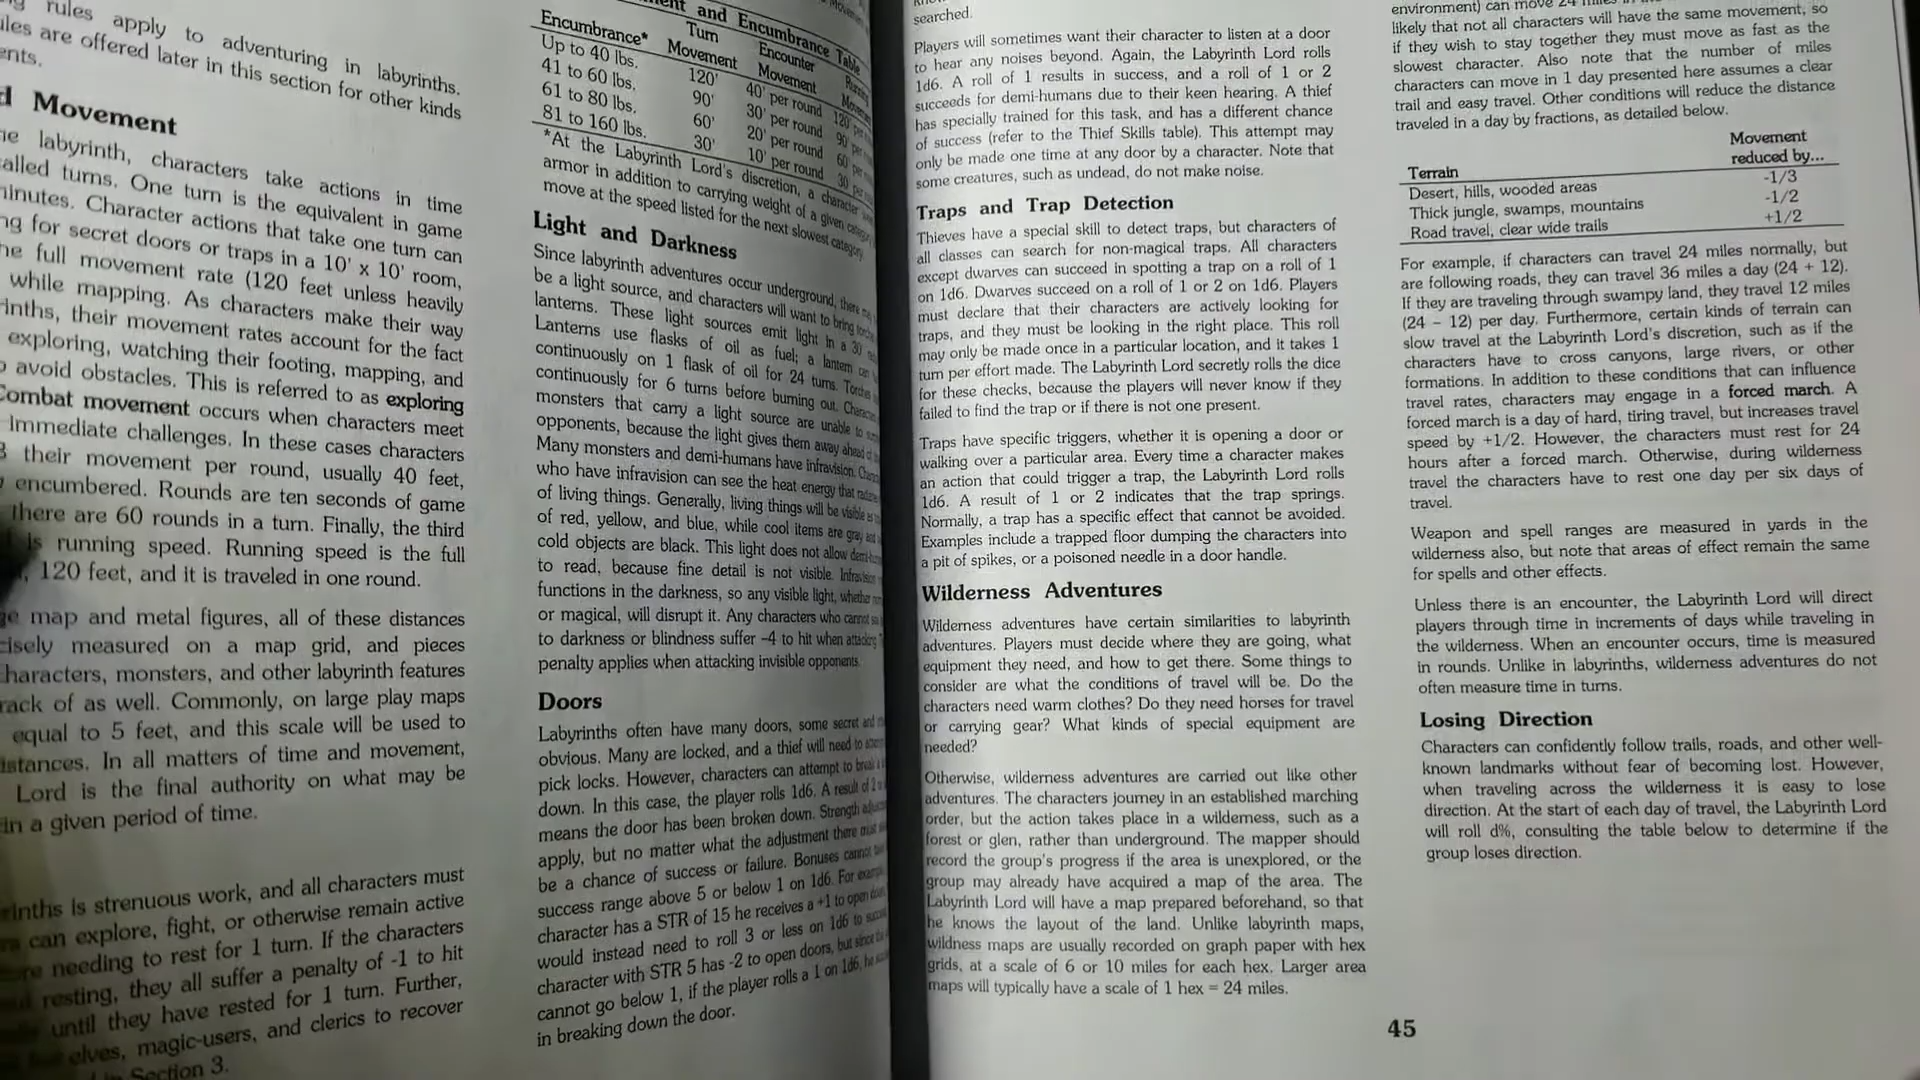 rules apply to adventuring in labyrinths.
are offered later in this section for other kinds
Movement
labyrinth, characters take actions in time
called turns. One turn is the equivalent in game
minutes. Character actions that take one turn can
for secret doors or traps in a 10' x 10' room,
full movement rate (120 feet unless heavily
while mapping. As characters make their way
their movement rates account for the fact
exploring, watching their footing, mapping, and
avoid obstacles. This is referred to as exploring
Combat movement occurs when characters meet
immediate challenges. In these cases characters
their movement per round, usually 40 feet,
encumbered. Rounds are ten seconds of game
there are 60 rounds in a turn. Finally, the third
is running speed. Running speed is the full
120 feet, and it is traveled in one round.
map and metal figures, all of these distances
measured on a map grid, and pieces
characters, monsters, and other labyrinth features
of as well. Commonly, on large play maps
equal to 5 feet, and this scale will be used to
distances. In all matters of time and movement,
Lord is the final authority on what may be
in a given period of time.
is strenuous work, and all characters must
can explore, fight, or otherwise remain active
needing to rest for 1 turn. If the characters
resting, they all suffer a penalty of -1 to hit
until they have rested for 1 turn. Further,
elves, magic-users, and clerics to recover
Section 3.
and Encumbrance Table
Encumbrance* Turn Movement Encounter Movement Running
Up to 40 lbs. 120' 40' per round 120
41 to 60 lbs. 90' 30' per round 90
61 to 80 lbs. 60' 20' per round 60
81 to 160 lbs. 30' 10' per round 30
*At the Labyrinth Lord's discretion, a character
armor in addition to carrying weight of a given category
move at the speed listed for the next slowest category.
Light and Darkness
Since labyrinth adventures occur underground, there
be a light source, and characters will want to bring
lanterns. These light sources emit light in a 30
Lanterns use flasks of oil as fuel; a lantern can
continuously on 1 flask of oil for 24 turns. Torches
continuously for 6 turns before burning out.
monsters that carry a light source are unable to
opponents, because the light gives them away ahead
Many monsters and demi-humans have infravision.
who have infravision can see the heat energy that
of living things. Generally, living things will be visible
of red, yellow, and blue, while cool items are gray
cold objects are black. This light does not allow
to read, because fine detail is not visible. Infravision
functions in the darkness, so any visible light, whether
or magical, will disrupt it. Any characters who cannot
to darkness or blindness suffer –4 to hit when attacking
penalty applies when attacking invisible opponents.
Doors
Labyrinths often have many doors, some secret and
obvious. Many are locked, and a thief will need to
pick locks. However, characters can attempt to break
down. In this case, the player rolls 1d6. A result of 2
means the door has been broken down. Strength
apply, but no matter what the adjustment there must
be a chance of success or failure. Bonuses cannot
success range above 5 or below 1 on 1d6. For
character has a STR of 15 he receives a +1 to open
would instead need to roll 3 or less on 1d6 to
character with STR 5 has -2 to open doors, but since
cannot go below 1, if the player rolls a 1 on 1d6, he
in breaking down the door.
searched.
Players will sometimes want their character to listen at a door
to hear any noises beyond. Again, the Labyrinth Lord rolls
1d6. A roll of 1 results in success, and a roll of 1 or 2
succeeds for demi-humans due to their keen hearing. A thief
has specially trained for this task, and has a different chance
of success (refer to the Thief Skills table). This attempt may
only be made one time at any door by a character. Note that
some creatures, such as undead, do not make noise.
Traps and Trap Detection
Thieves have a special skill to detect traps, but characters of
all classes can search for non-magical traps. All characters
except dwarves can succeed in spotting a trap on a roll of 1
on 1d6. Dwarves succeed on a roll of 1 or 2 on 1d6. Players
must declare that their characters are actively looking for
traps, and they must be looking in the right place. This roll
may only be made once in a particular location, and it takes 1
turn per effort made. The Labyrinth Lord secretly rolls the dice
for these checks, because the players will never know if they
failed to find the trap or if there is not one present.
Traps have specific triggers, whether it is opening a door or
walking over a particular area. Every time a character makes
an action that could trigger a trap, the Labyrinth Lord rolls
1d6. A result of 1 or 2 indicates that the trap springs.
Normally, a trap has a specific effect that cannot be avoided.
Examples include a trapped floor dumping the characters into
a pit of spikes, or a poisoned needle in a door handle.
Wilderness Adventures
Wilderness adventures have certain similarities to labyrinth
adventures. Players must decide where they are going, what
equipment they need, and how to get there. Some things to
consider are what the conditions of travel will be. Do the
characters need warm clothes? Do they need horses for travel
or carrying gear? What kinds of special equipment are
needed?
Otherwise, wilderness adventures are carried out like other
adventures. The characters journey in an established marching
order, but the action takes place in a wilderness, such as a
forest or glen, rather than underground. The mapper should
record the group's progress if the area is unexplored, or the
group may already have acquired a map of the area. The
Labyrinth Lord will have a map prepared beforehand, so that
he knows the layout of the land. Unlike labyrinth maps,
wildness maps are usually recorded on graph paper with hex
grids, at a scale of 6 or 10 miles for each hex. Larger area
maps will typically have a scale of 1 hex = 24 miles.
environment) can move 24 miles
likely that not all characters will have the same movement, so
if they wish to stay together they must move as fast as the
slowest character. Also note that the number of miles
characters can move in 1 day presented here assumes a clear
trail and easy travel. Other conditions will reduce the distance
traveled in a day by fractions, as detailed below.
Movement
Terrain reduced by...
Desert, hills, wooded areas -1/3
Thick jungle, swamps, mountains -1/2
Road travel, clear wide trails +1/2
For example, if characters can travel 24 miles normally, but
are following roads, they can travel 36 miles a day (24 + 12).
If they are traveling through swampy land, they travel 12 miles
(24 – 12) per day. Furthermore, certain kinds of terrain can
slow travel at the Labyrinth Lord's discretion, such as if the
characters have to cross canyons, large rivers, or other
formations. In addition to these conditions that can influence
travel rates, characters may engage in a forced march. A
forced march is a day of hard, tiring travel, but increases travel
speed by +1/2. However, the characters must rest for 24
hours after a forced march. Otherwise, during wilderness
travel the characters have to rest one day per six days of
travel.
Weapon and spell ranges are measured in yards in the
wilderness also, but note that areas of effect remain the same
for spells and other effects.
Unless there is an encounter, the Labyrinth Lord will direct
players through time in increments of days while traveling in
the wilderness. When an encounter occurs, time is measured
in rounds. Unlike in labyrinths, wilderness adventures do not
often measure time in turns.
Losing Direction
Characters can confidently follow trails, roads, and other well-
known landmarks without fear of becoming lost. However,
when traveling across the wilderness it is easy to lose
direction. At the start of each day of travel, the Labyrinth Lord
will roll d%, consulting the table below to determine if the
group loses direction.
45